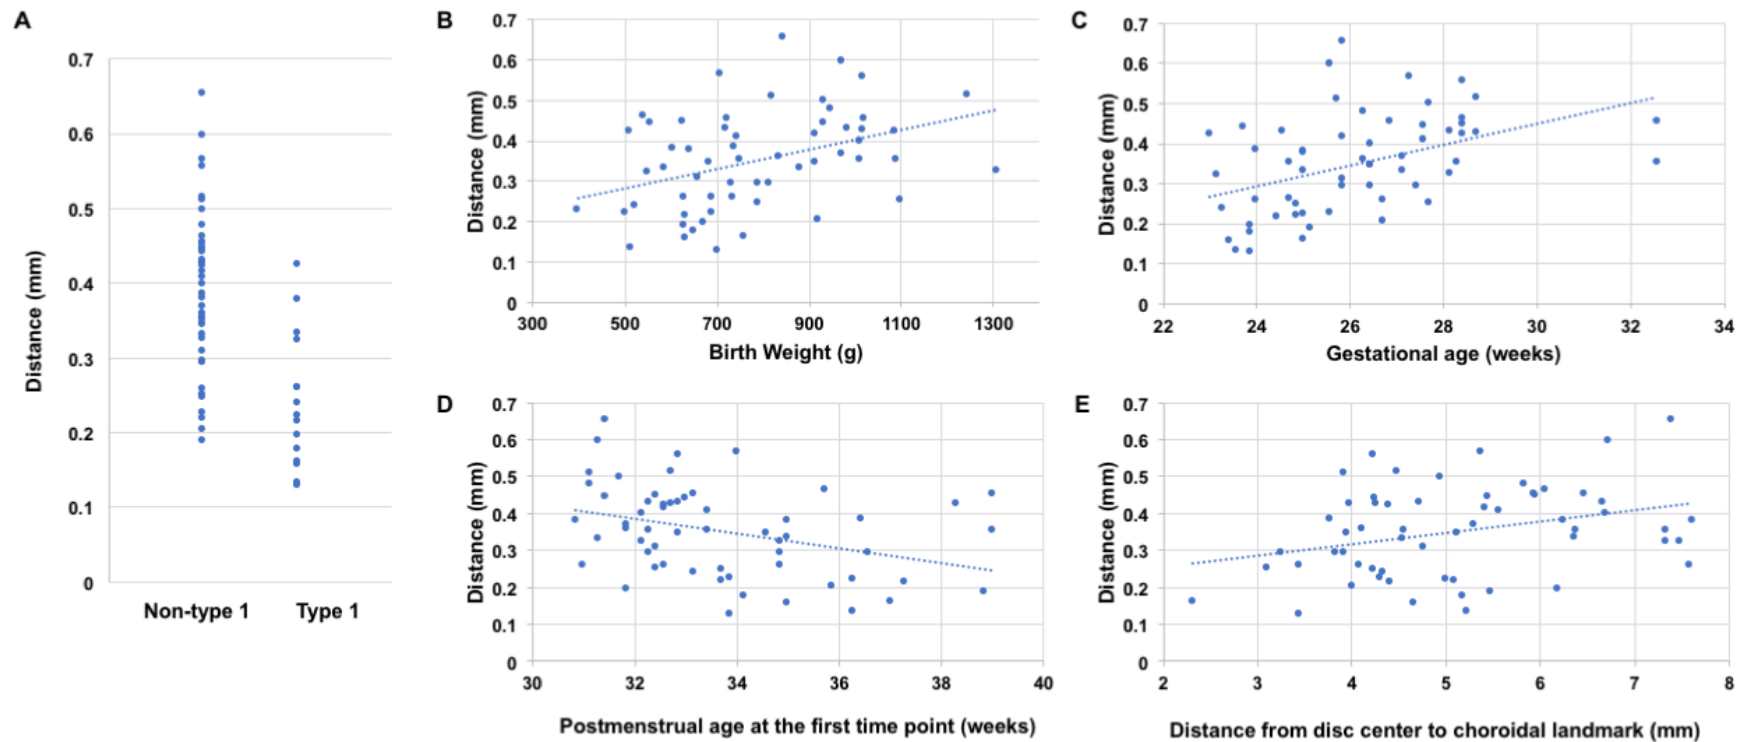 A
0.7
0.6
0.5
0.4
0.3
0.2
0.1
0
Distance (mm)
Non-type 1 Type 1
B
0.7
0.6
0.5
0.4
0.3
0.2
0.1
0
Distance (mm)
300 500 700 900 1100 1300
Birth Weight (g)
C
0.7
0.6
0.5
0.4
0.3
0.2
0.1
0
Distance (mm)
22 24 26 28 30 32 34
Gestational age (weeks)
D
0.7
0.6
0.5
0.4
0.3
0.2
0.1
0
Distance (mm)
30 32 34 36 38 40
Postmenstrual age at the first time point (weeks)
E
0.7
0.6
0.5
0.4
0.3
0.2
0.1
0
Distance (mm)
2 3 4 5 6 7 8
Distance from disc center to choroidal landmark (mm)